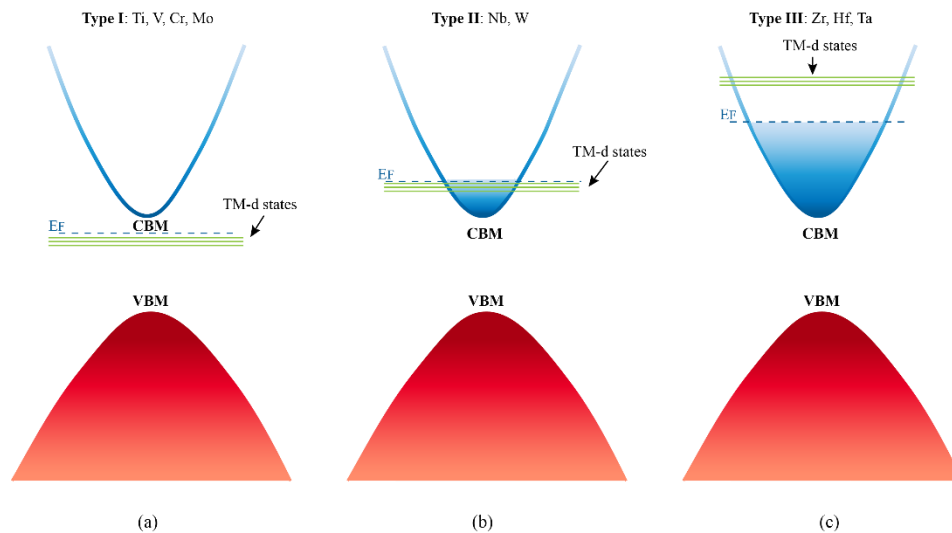 Type I: Ti, V, Cr, Mo
Type II: Nb, W
Type III: Zr, Hf, Ta
TM-d states
EF
TM-d states
EF
TM-d states
EF
CBM
CBM
CBM
VBM
VBM
VBM
(a)
(b)
(c)